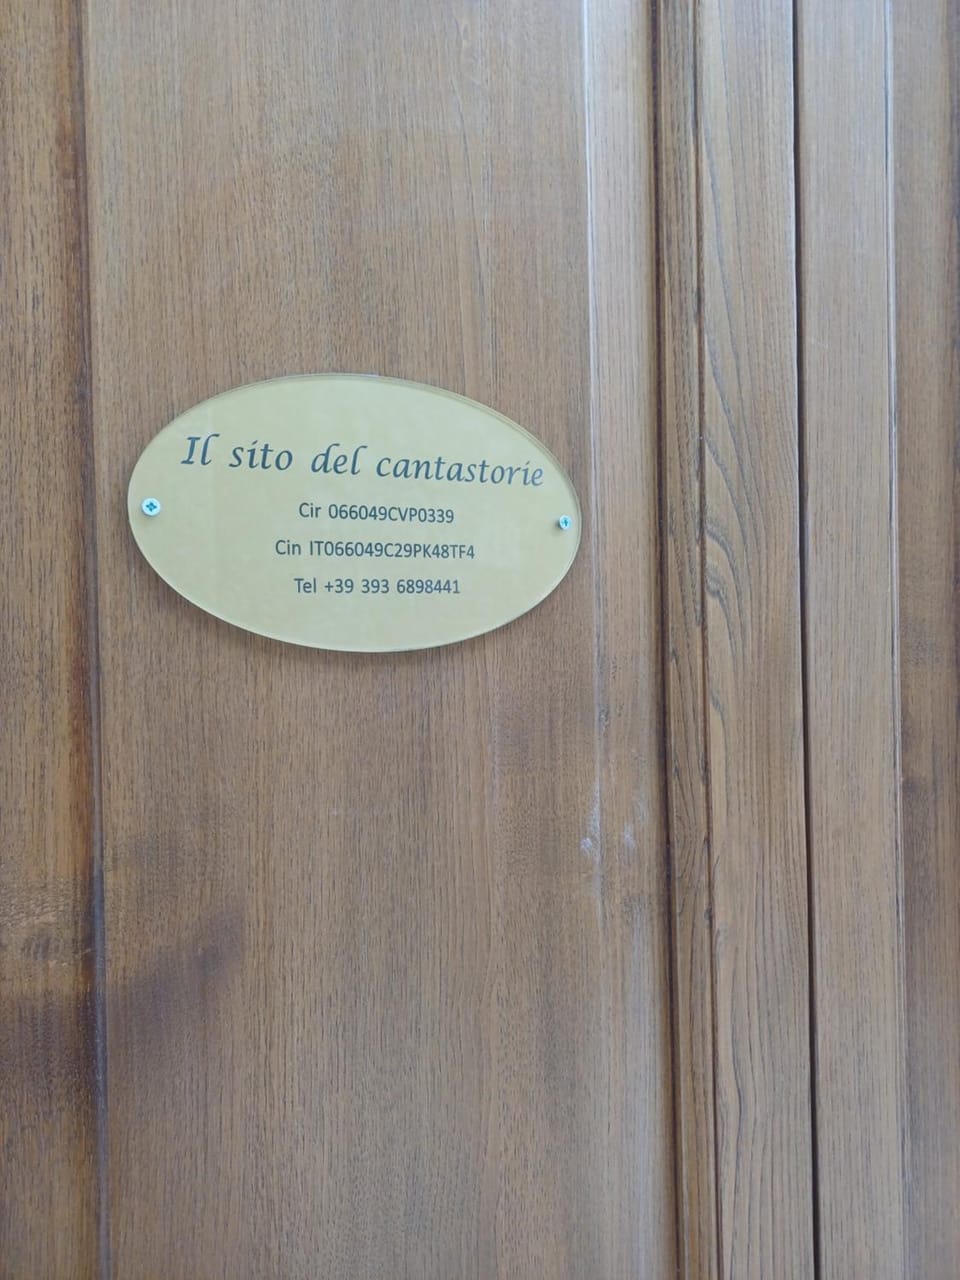 Il sito del cantastorie
Cir 066049CVP0339
Cin IT066049C29PK48TF4
Tel +39 393 6898441